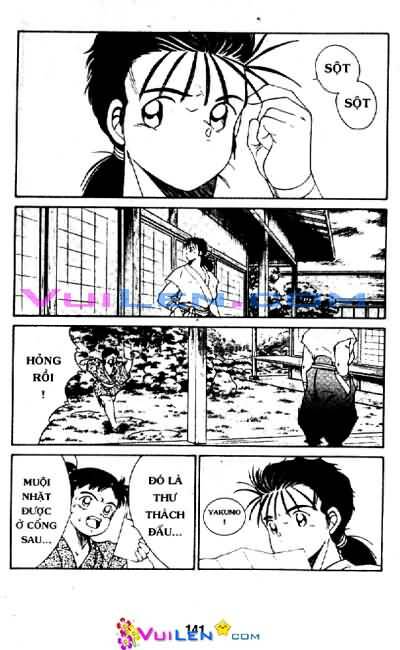 SỘT
SỘT
VUILEN.COM
HỎNG
RỒI
!
MUỘI
NHẶT
ĐƯỢC
Ở CỔNG
SAU...
ĐÓ LÀ
THƯ
THÁCH
ĐẤU...
YAKUMO
!
141
VUILEN.COM